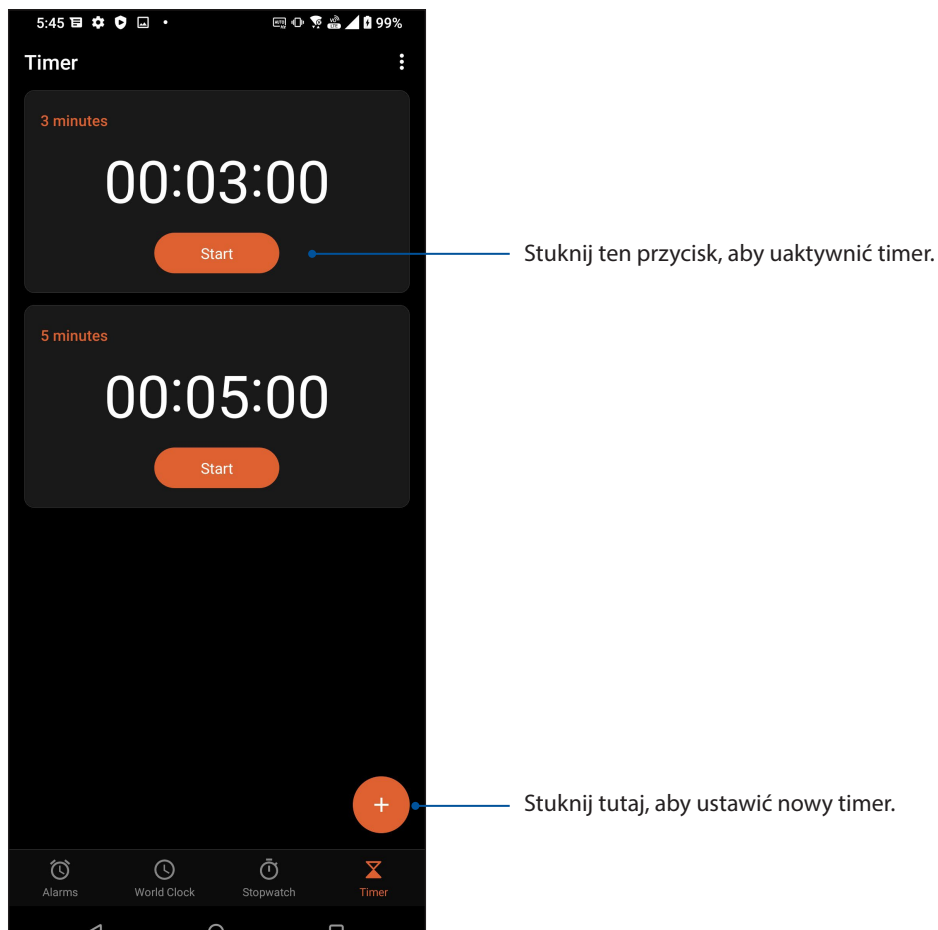 5:45 99%
Timer
3 minutes
00:03:00
Start
Stuknij ten przycisk, aby uaktywnić timer.
5 minutes
00:05:00
Start
+
Stuknij tutaj, aby ustawić nowy timer.
Alarms World Clock Stopwatch Timer